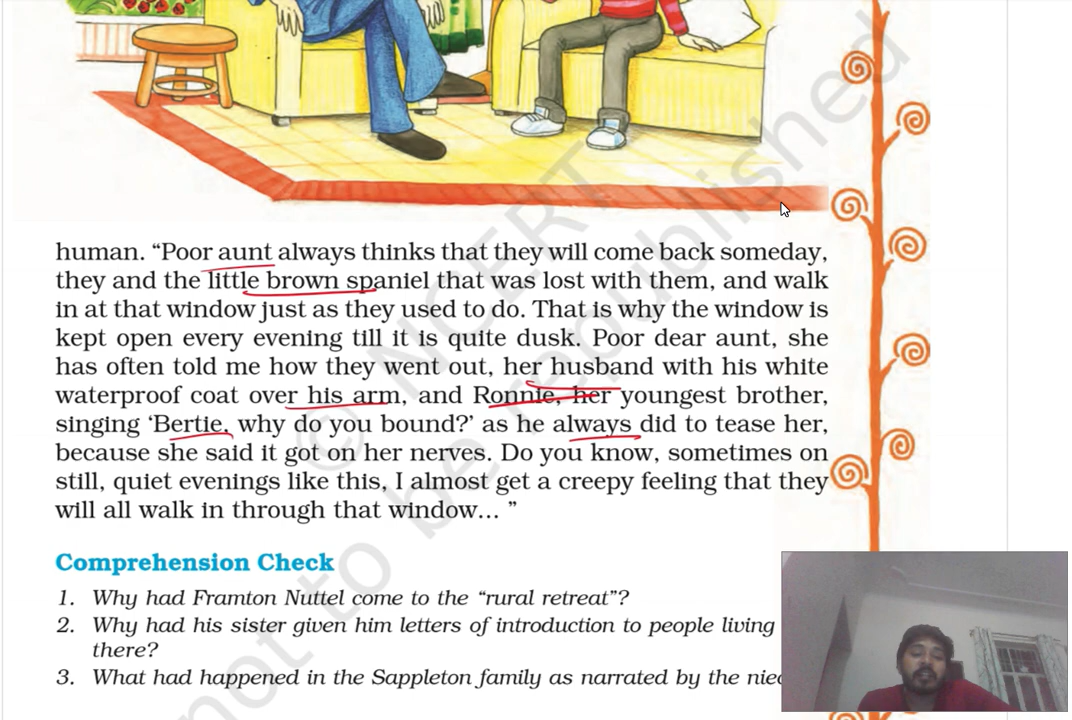 human. “Poor aunt always thinks that they will come back someday,
they and the little brown spaniel that was lost with them, and walk
in at that window just as they used to do. That is why the window is
kept open every evening till it is quite dusk. Poor dear aunt, she
has often told me how they went out, her husband with his white
waterproof coat over his arm, and Ronnie, her youngest brother,
singing ‘Bertie, why do you bound?’ as he always did to tease her,
because she said it got on her nerves. Do you know, sometimes on
still, quiet evenings like this, I almost get a creepy feeling that they
will all walk in through that window... ”
Comprehension Check
1. Why had Framton Nuttel come to the “rural retreat”?
2. Why had his sister given him letters of introduction to people living
there?
3. What had happened in the Sappleton family as narrated by the
© NCERT
not to be republished